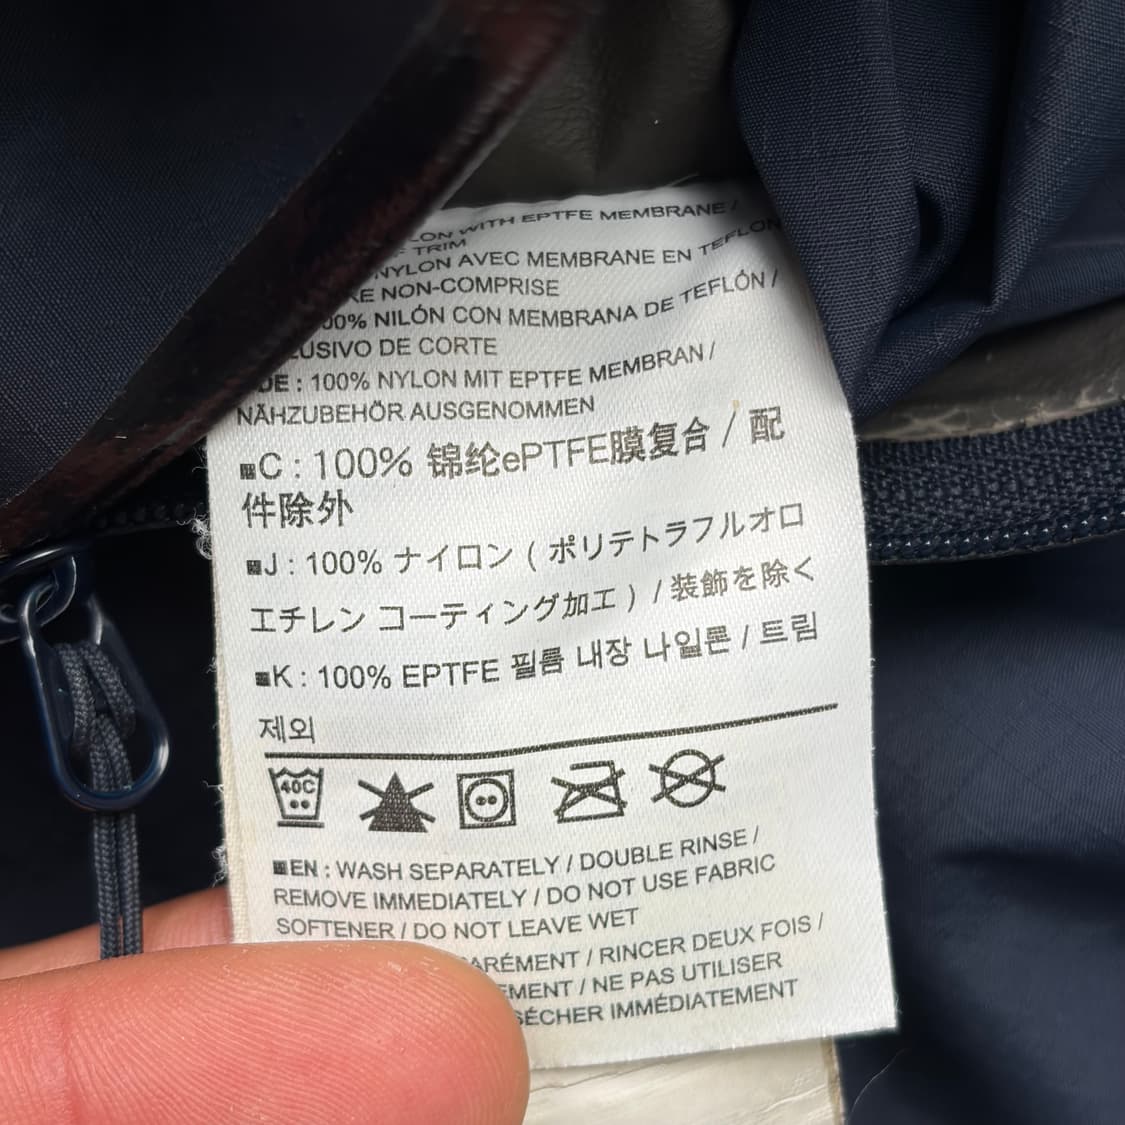 WITH EPTFE MEMBRANE /
TRIM
NYLON AVEC MEMBRANE EN TEFLON
NON-COMPRISE
NILÓN CON MEMBRANA DE TEFLÓN /
DE CORTE
DE : 100% NYLON MIT EPTFE MEMBRAN /
NÄHZUBEHÖR AUSGENOMMEN
■C : 100% 锦纶ePTFE膜复合 / 配
件除外
■J : 100% ナイロン ( ポリテトラフルオロ
エチレン コーティング加工 ) / 装飾を除く
■K : 100% EPTFE 필름 내장 나일론 / 트림
제외
40C
■EN : WASH SEPARATELY / DOUBLE RINSE /
REMOVE IMMEDIATELY / DO NOT USE FABRIC
SOFTENER / DO NOT LEAVE WET
/ RINCER DEUX FOIS /
/ NE PAS UTILISER
SÉCHER IMMÉDIATEMENT